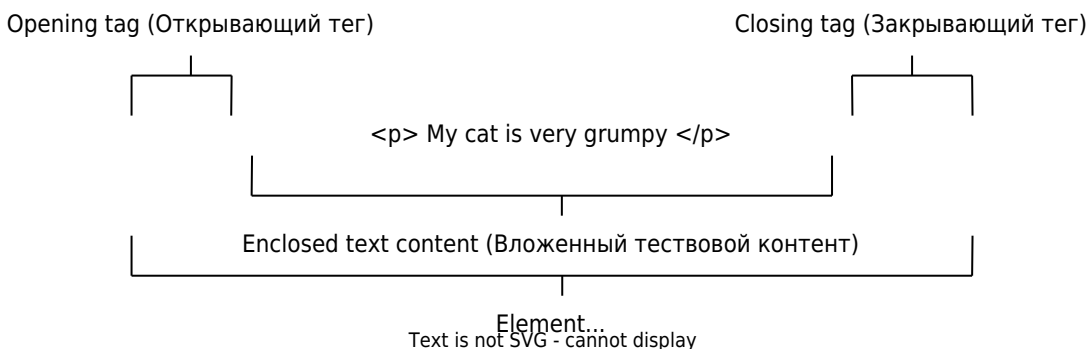 Opening tag (Открывающий тег) Closing tag (Закрывающий тег)
<p> My cat is very grumpy </p>
Enclosed text content (Вложенный тествовой контент)
Element...
Text is not SVG - cannot display